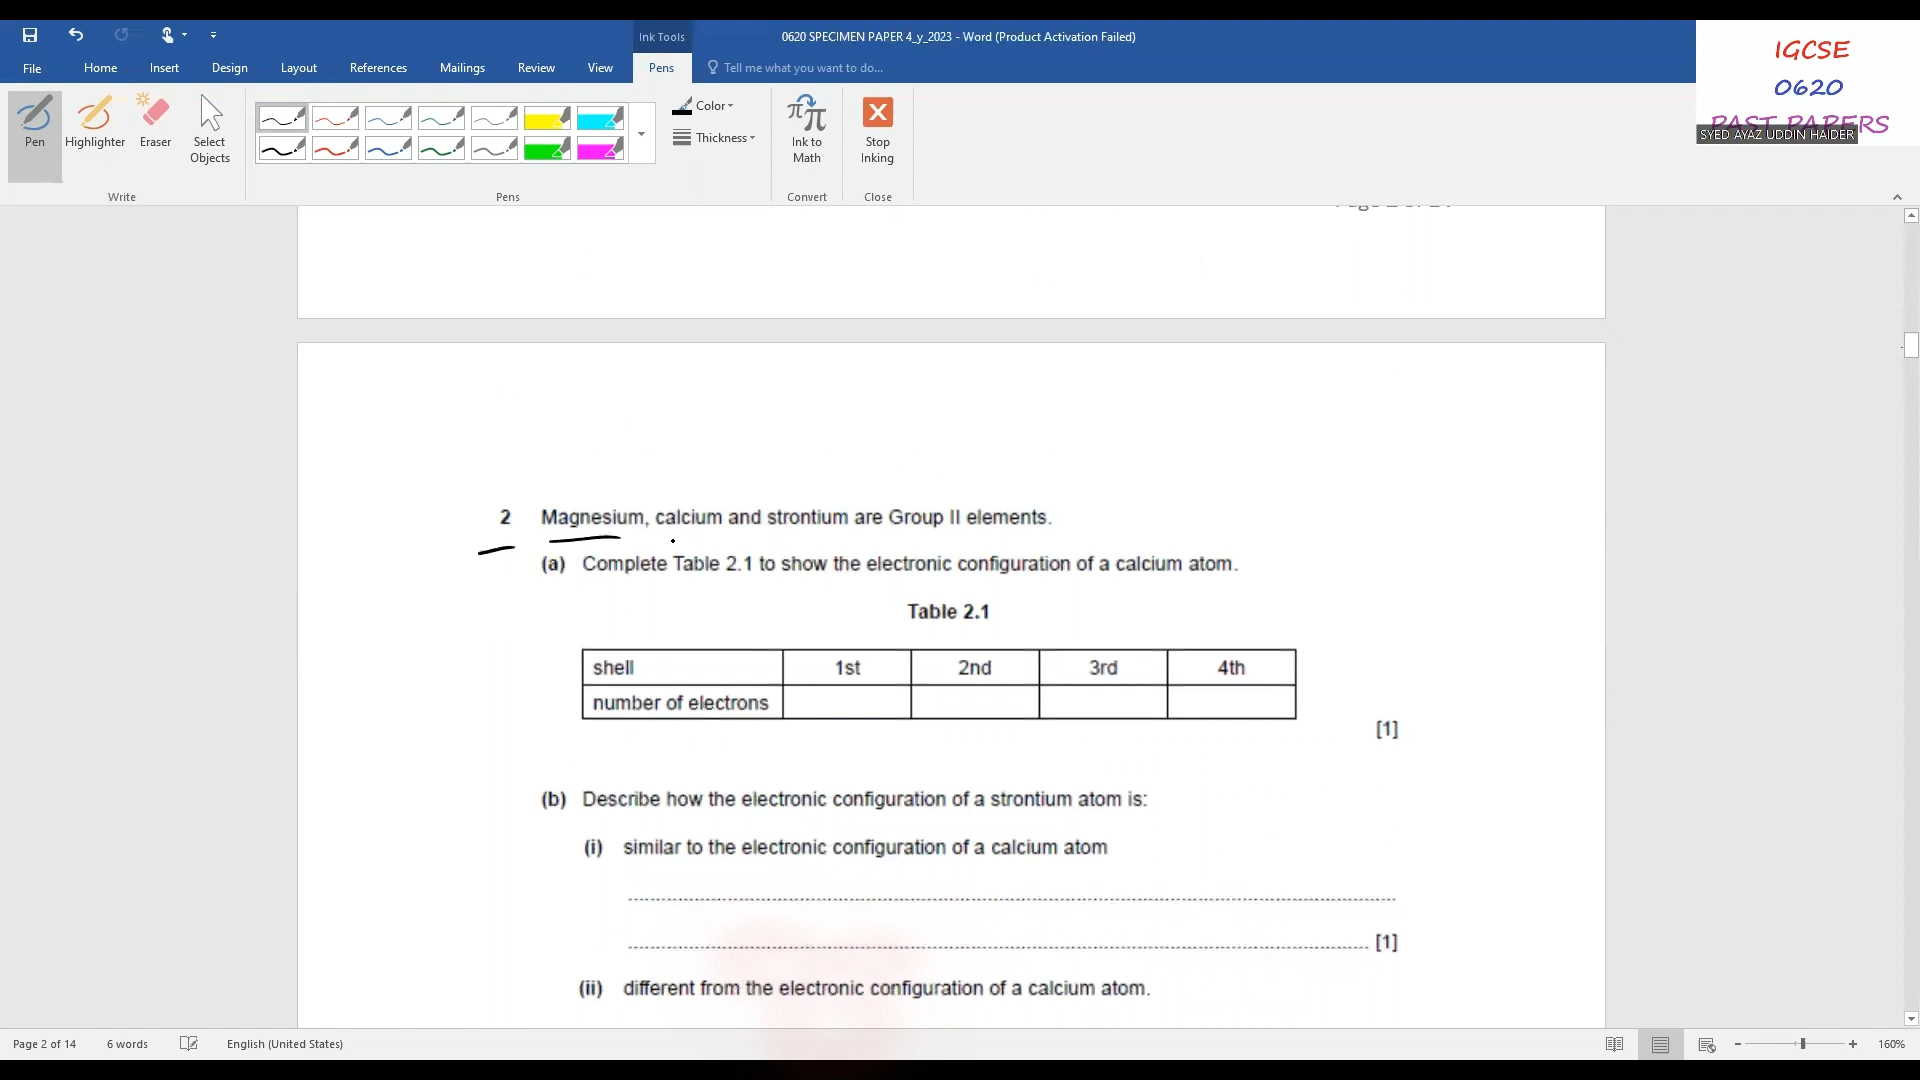 Ink Tools
0620 SPECIMEN PAPER 4_y_2023 - Word (Product Activation Failed)
File Home Insert Design Layout References Mailings Review View Pens Tell me what you want to do...
IGCSE
0620
PAST PAPERS
SYED AYAZ UDDIN HAIDER
Pen Highlighter Eraser Select Objects
Color
Thickness
Ink to Math
Stop Inking
Write Pens Convert Close
2 Magnesium, calcium and strontium are Group II elements.
(a) Complete Table 2.1 to show the electronic configuration of a calcium atom.
Table 2.1
shell 1st 2nd 3rd 4th
number of electrons
[1]
(b) Describe how the electronic configuration of a strontium atom is:
(i) similar to the electronic configuration of a calcium atom
[1]
(ii) different from the electronic configuration of a calcium atom.
Page 2 of 14 6 words English (United States) 160%